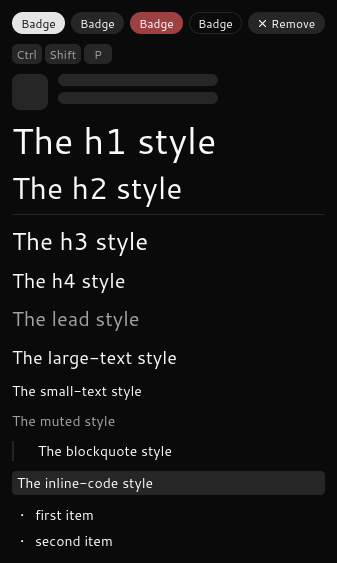 Badge Badge Badge Badge × Remove
Ctrl Shift P
The h1 style
The h2 style
The h3 style
The h4 style
The lead style
The large-text style
The small-text style
The muted style
The blockquote style
The inline-code style
· first item
· second item